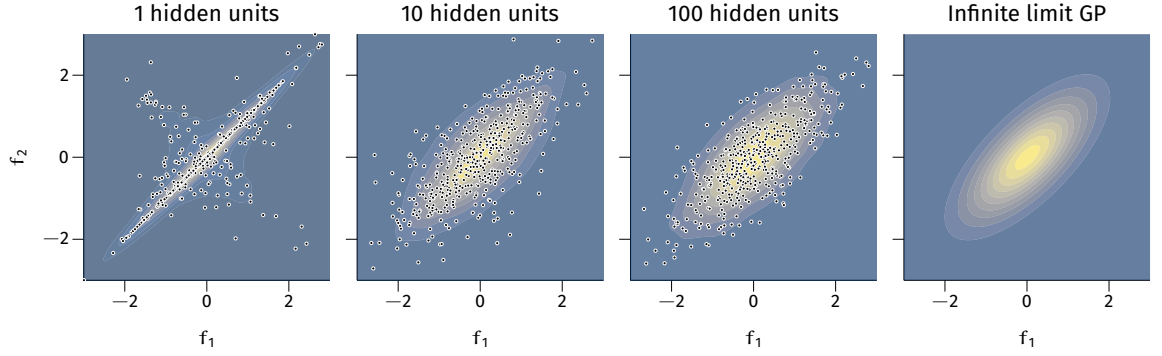 1 hidden units 10 hidden units 100 hidden units Infinite limit GP
2
0
−2
f₂
−2 0 2 −2 0 2 −2 0 2 −2 0 2
f₁ f₁ f₁ f₁